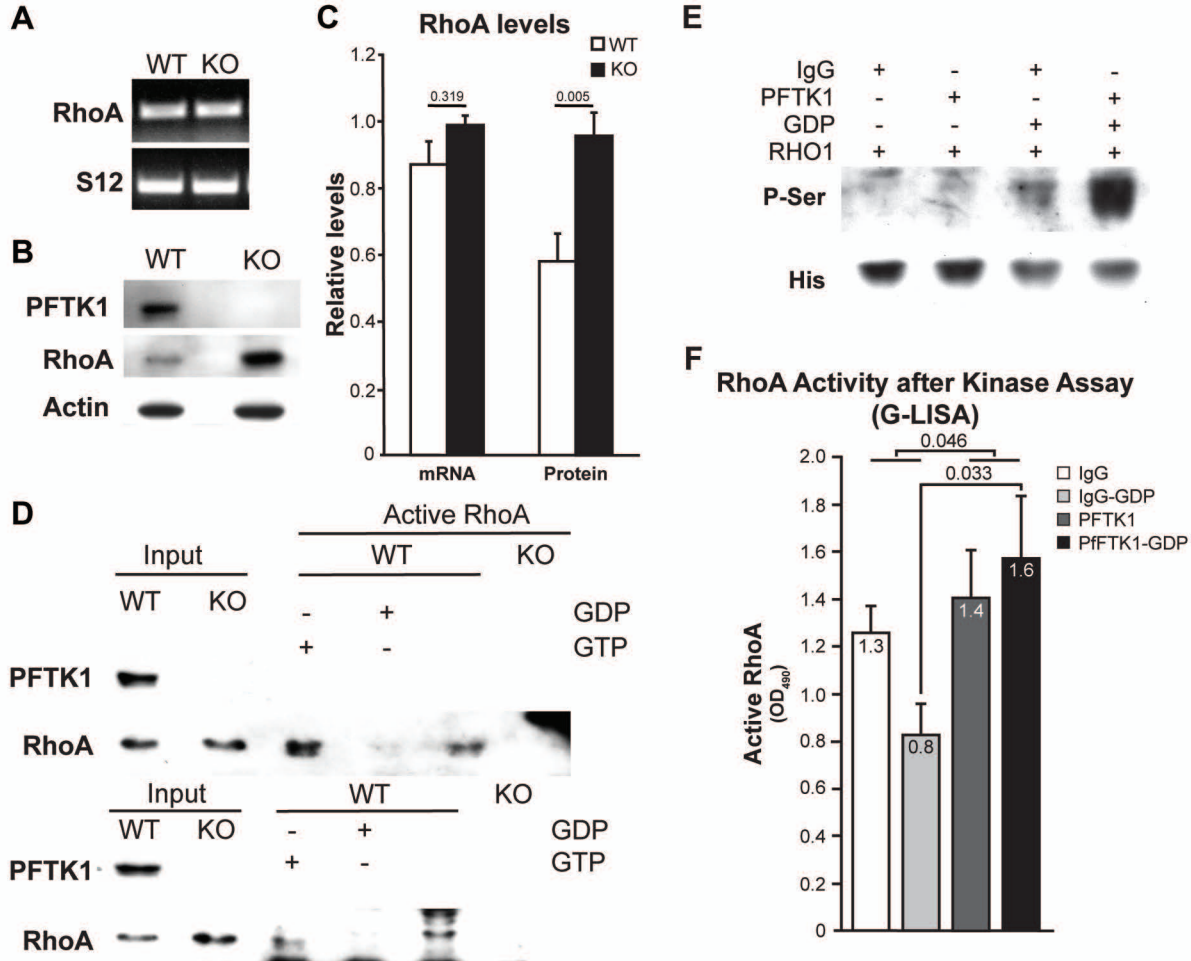 A
WT KO
RhoA
S12
B
WT KO
PFTK1
RhoA
Actin
C
RhoA levels
WT
KO
1.2
1.0
0.8
0.6
0.4
0.2
0
Relative levels
0.319
0.005
mRNA Protein
D
Active RhoA
Input WT KO
WT KO
- + GDP
+ - GTP
PFTK1
RhoA
Input WT KO
WT KO - + GDP
+ - GTP
PFTK1
RhoA
E
IgG + - + -
PFTK1 - + - +
GDP - - + +
RHO1 + + + +
P-Ser
His
F
RhoA Activity after Kinase Assay
(G-LISA)
0.046
0.033
2.0
1.8
1.6
1.4
1.2
1.0
0.8
0.6
0.4
0.2
0
Active RhoA
(OD490)
1.3
0.8
1.4
1.6
IgG
IgG-GDP
PFTK1
PfFTK1-GDP